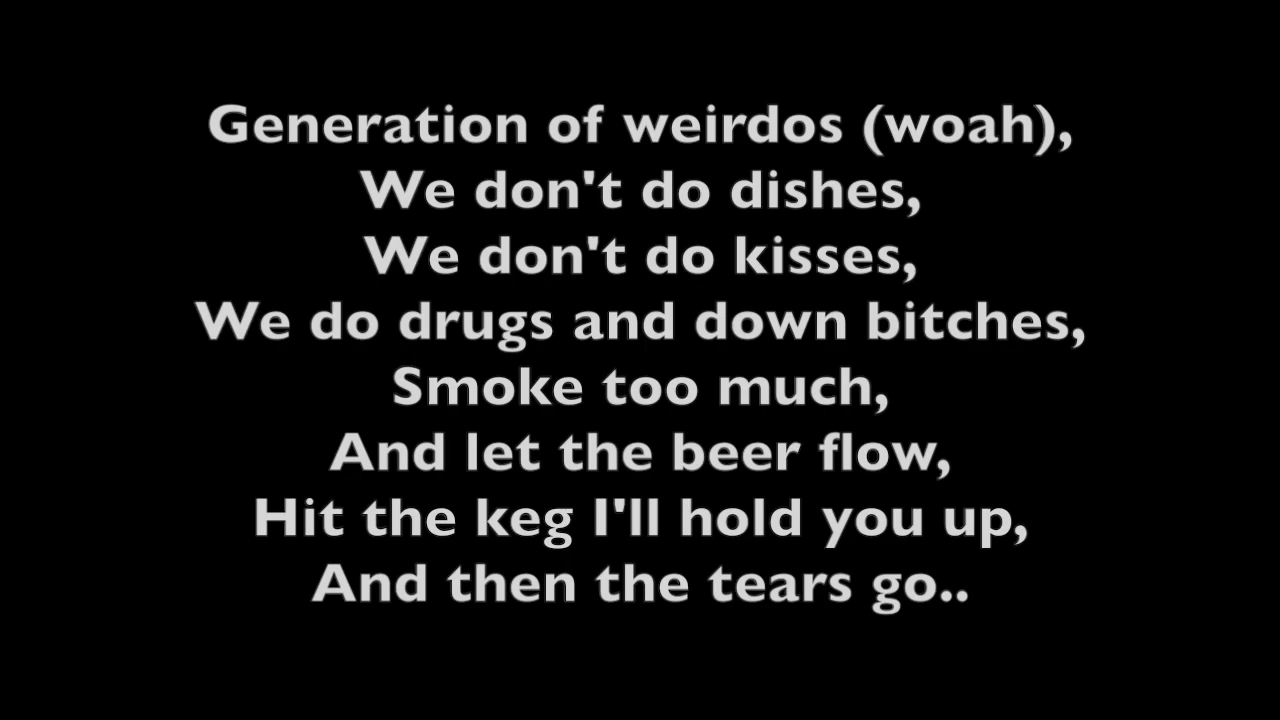 Generation of weirdos (woah),
We don't do dishes,
We don't do kisses,
We do drugs and down bitches,
Smoke too much,
And let the beer flow,
Hit the keg I'll hold you up,
And then the tears go..